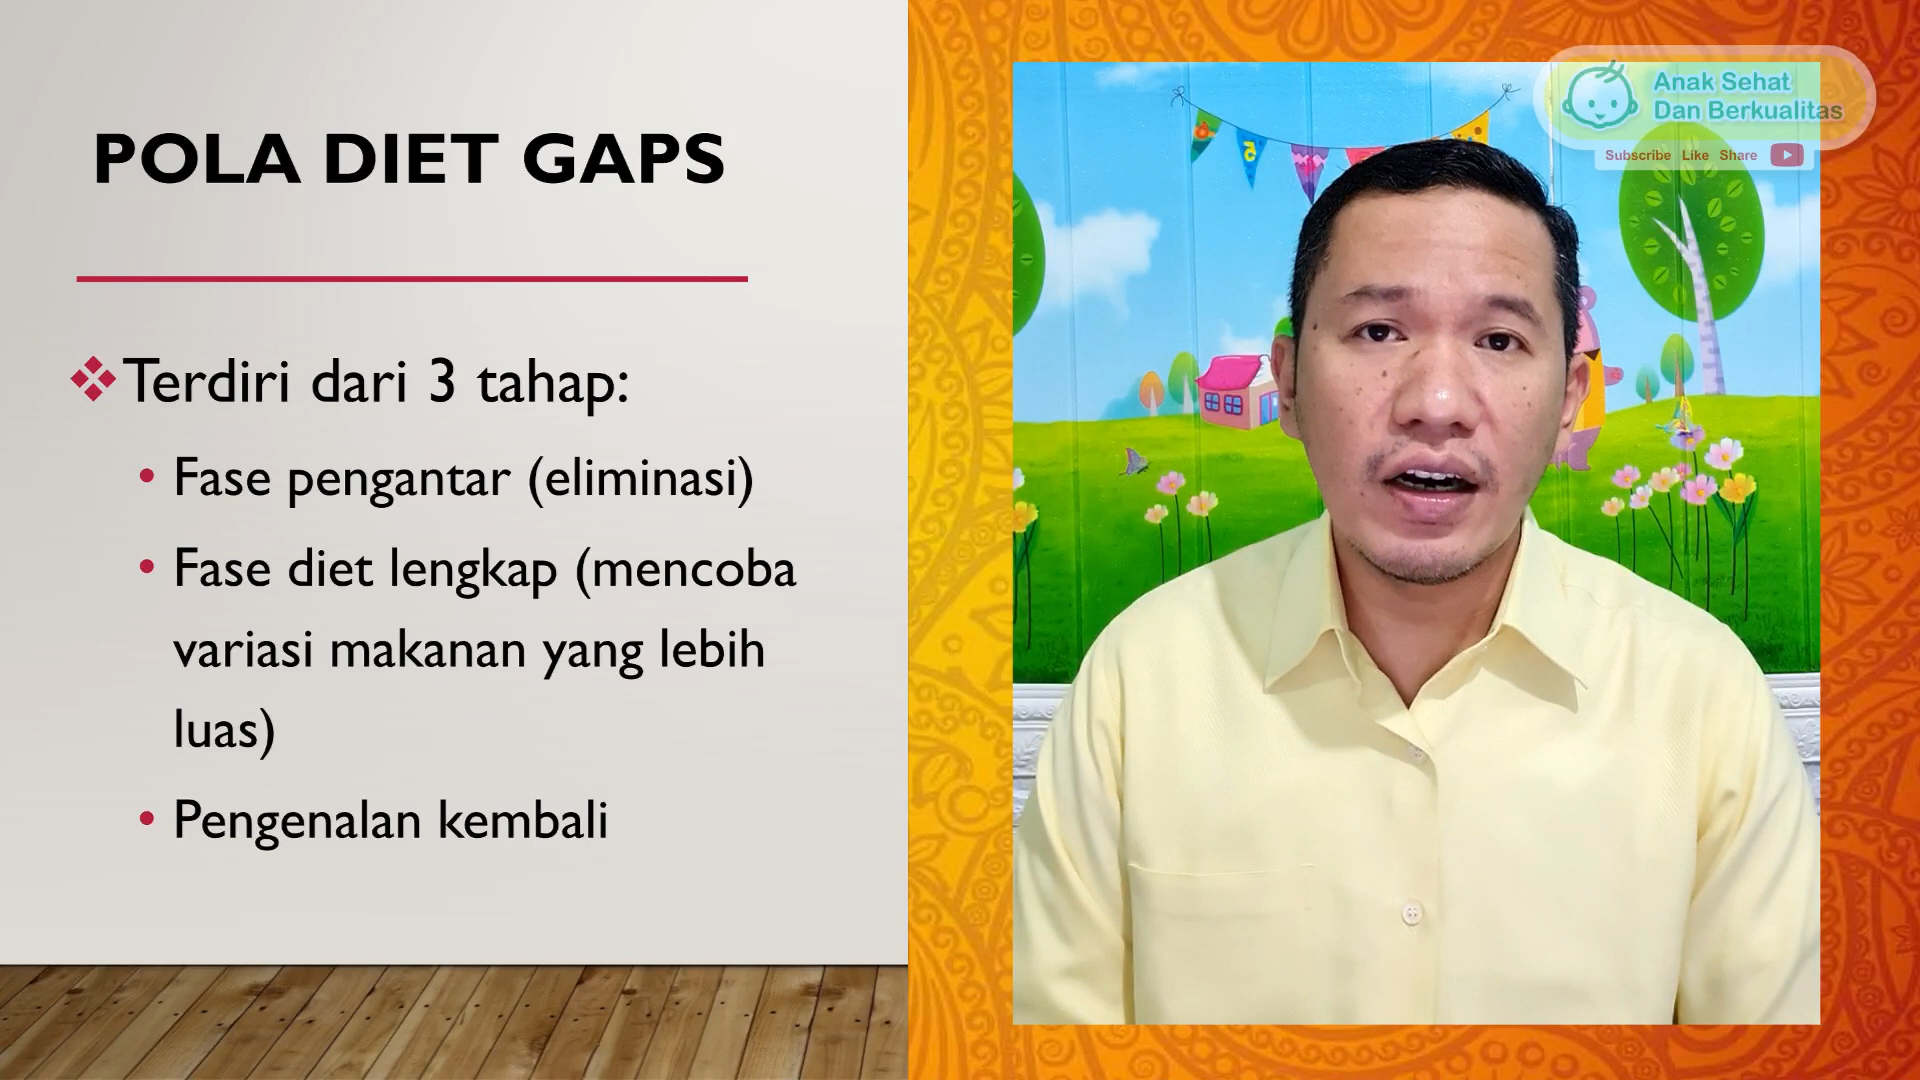 POLA DIET GAPS
❖Terdiri dari 3 tahap:
• Fase pengantar (eliminasi)
• Fase diet lengkap (mencoba
variasi makanan yang lebih
luas)
• Pengenalan kembali
Anak Sehat
Dan Berkualitas
Subscribe Like Share
5